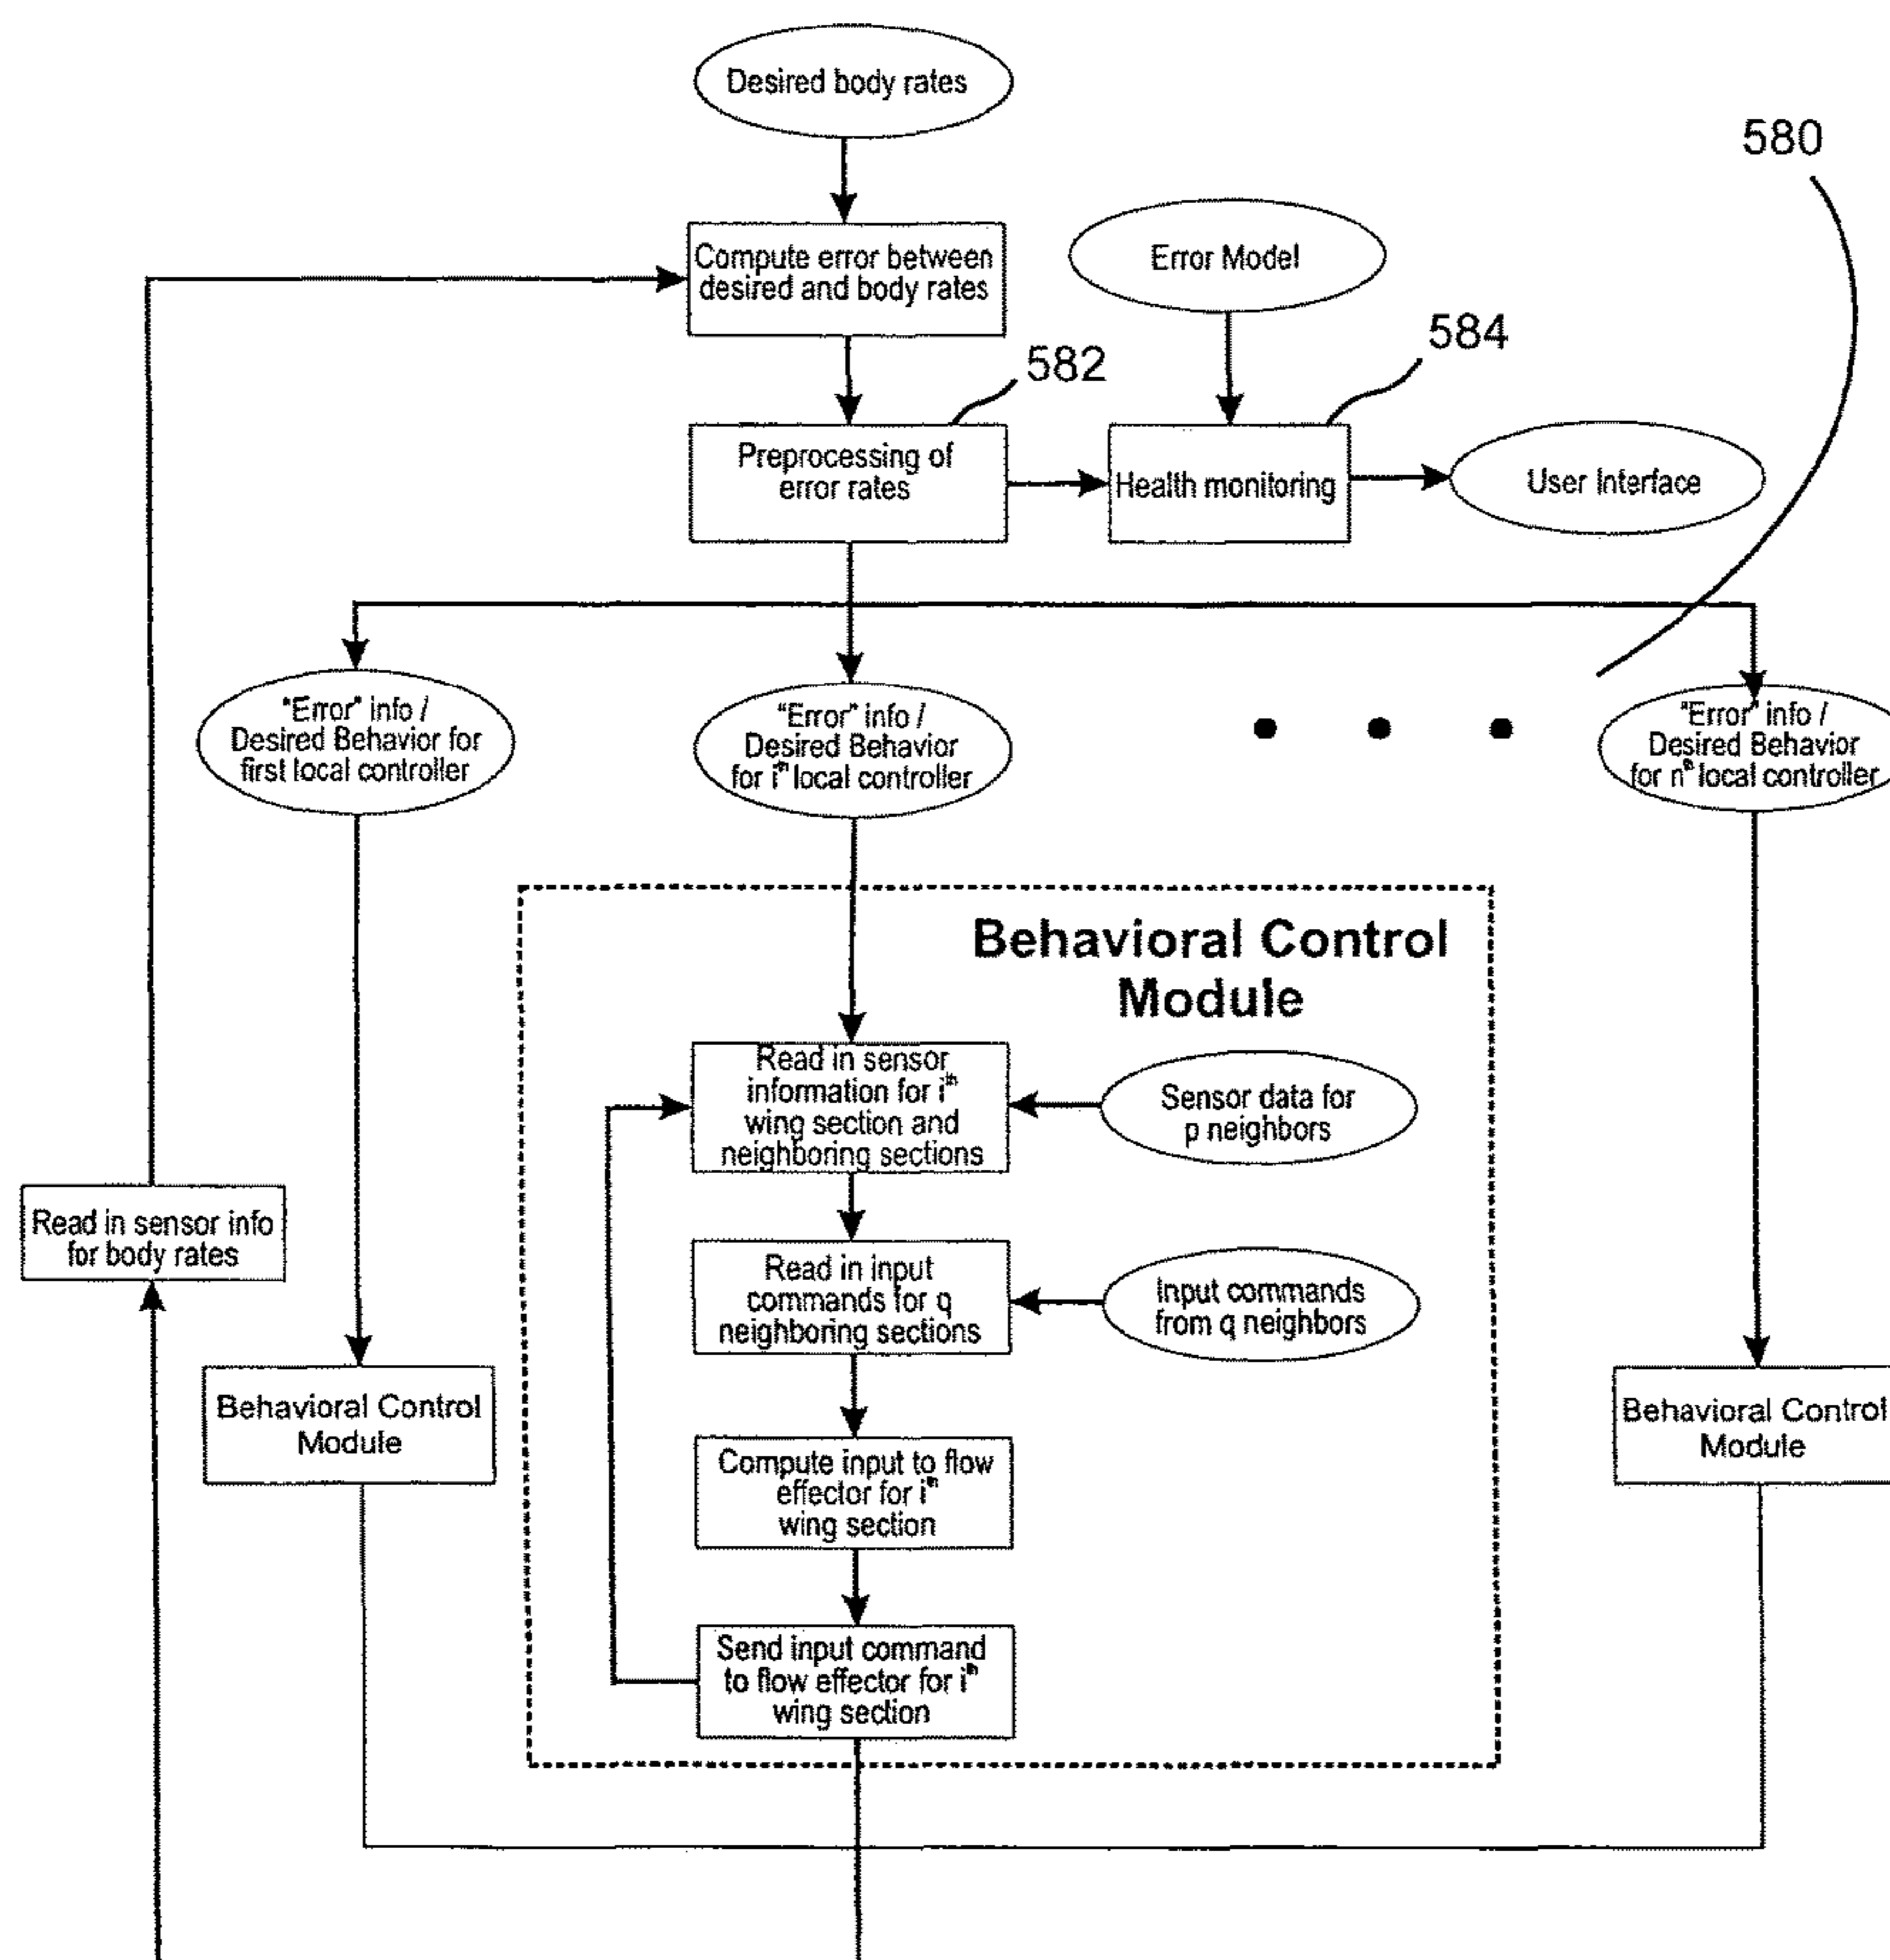 Desired body rates
580
Compute error between
desired and body rates
Error Model
584
582
Preprocessing of
error rates
Health monitoring
User Interface
"Error" info /
Desired Behavior for
first local controller
"Error" info /
Desired Behavior
for iᵗʰ local controller
"Error" info /
Desired Behavior
for nᵗʰ local controller
Behavioral Control
Module
Read in sensor
information for iᵗʰ
wing section and
neighboring sections
Sensor data for
p neighbors
Read in sensor info
for body rates
Read in input
commands for q
neighboring sections
Input commands
from q neighbors
Behavioral Control
Module
Behavioral Control
Module
Compute input to flow
effector for iᵗʰ
wing section
Send input command
to flow effector for iᵗʰ
wing section